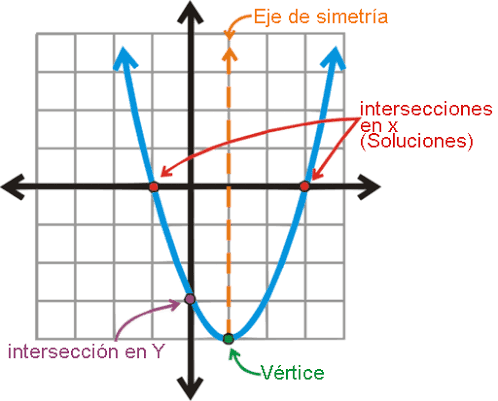 Eje de simetría
intersecciones
en x
(Soluciones)
intersección en Y
Vértice